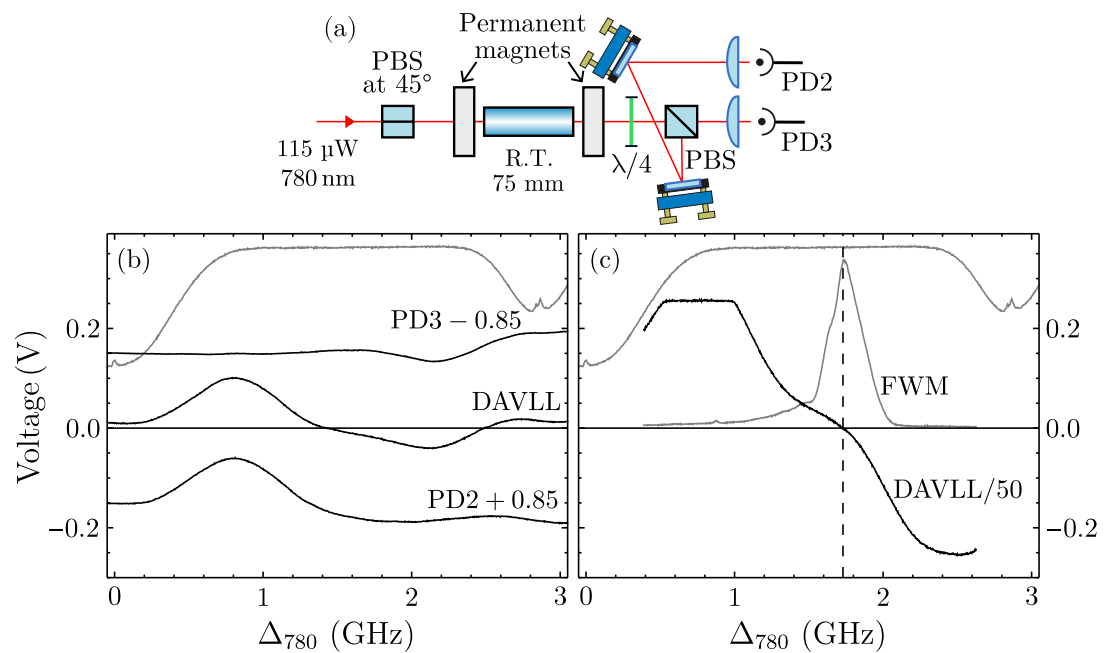 (a)
Permanent
magnets
PBS
at 45°
115 µW
780 nm
R.T.
75 mm
λ/4
PBS
PD2
PD3
(b)
PD3 − 0.85
DAVLL
PD2 + 0.85
0.2
0.0
−0.2
Voltage (V)
0 1 2 3
Δ780 (GHz)
(c)
FWM
DAVLL/50
0.2
0.0
−0.2
0 1 2 3
Δ780 (GHz)